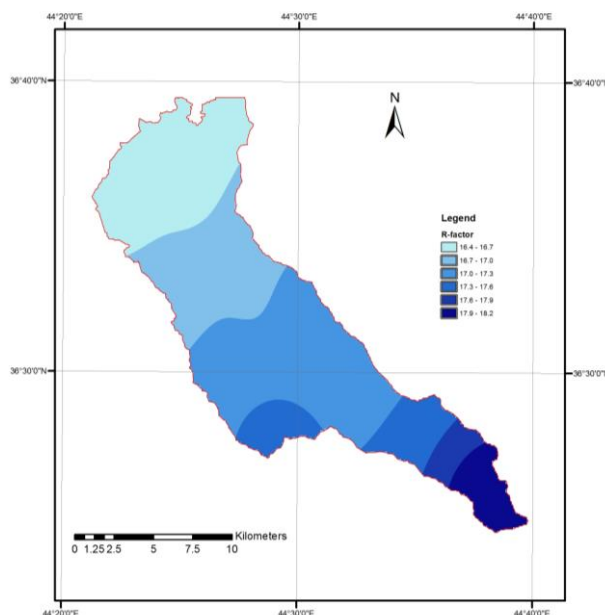 44°20'0"E 44°30'0"E 44°40'0"E
36°40'0"N 36°40'0"N
N
Legend
R-factor
16.4 - 16.7
16.7 - 17.0
17.0 - 17.3
17.3 - 17.6
17.6 - 17.9
17.9 - 18.2
36°30'0"N 36°30'0"N
Kilometers
0 1.25 2.5 5 7.5 10
44°20'0"E 44°30'0"E 44°40'0"E